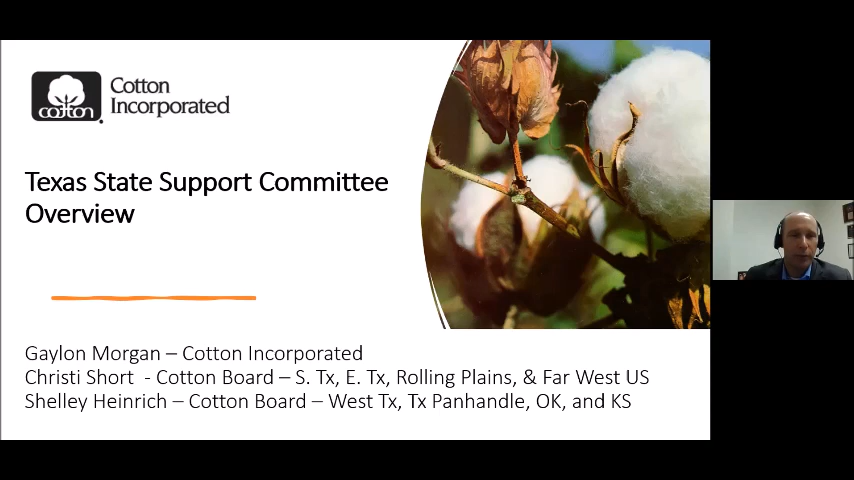 cotton
Cotton
Incorporated
Texas State Support Committee
Overview
Gaylon Morgan – Cotton Incorporated
Christi Short - Cotton Board – S. Tx, E. Tx, Rolling Plains, & Far West US
Shelley Heinrich – Cotton Board – West Tx, Tx Panhandle, OK, and KS